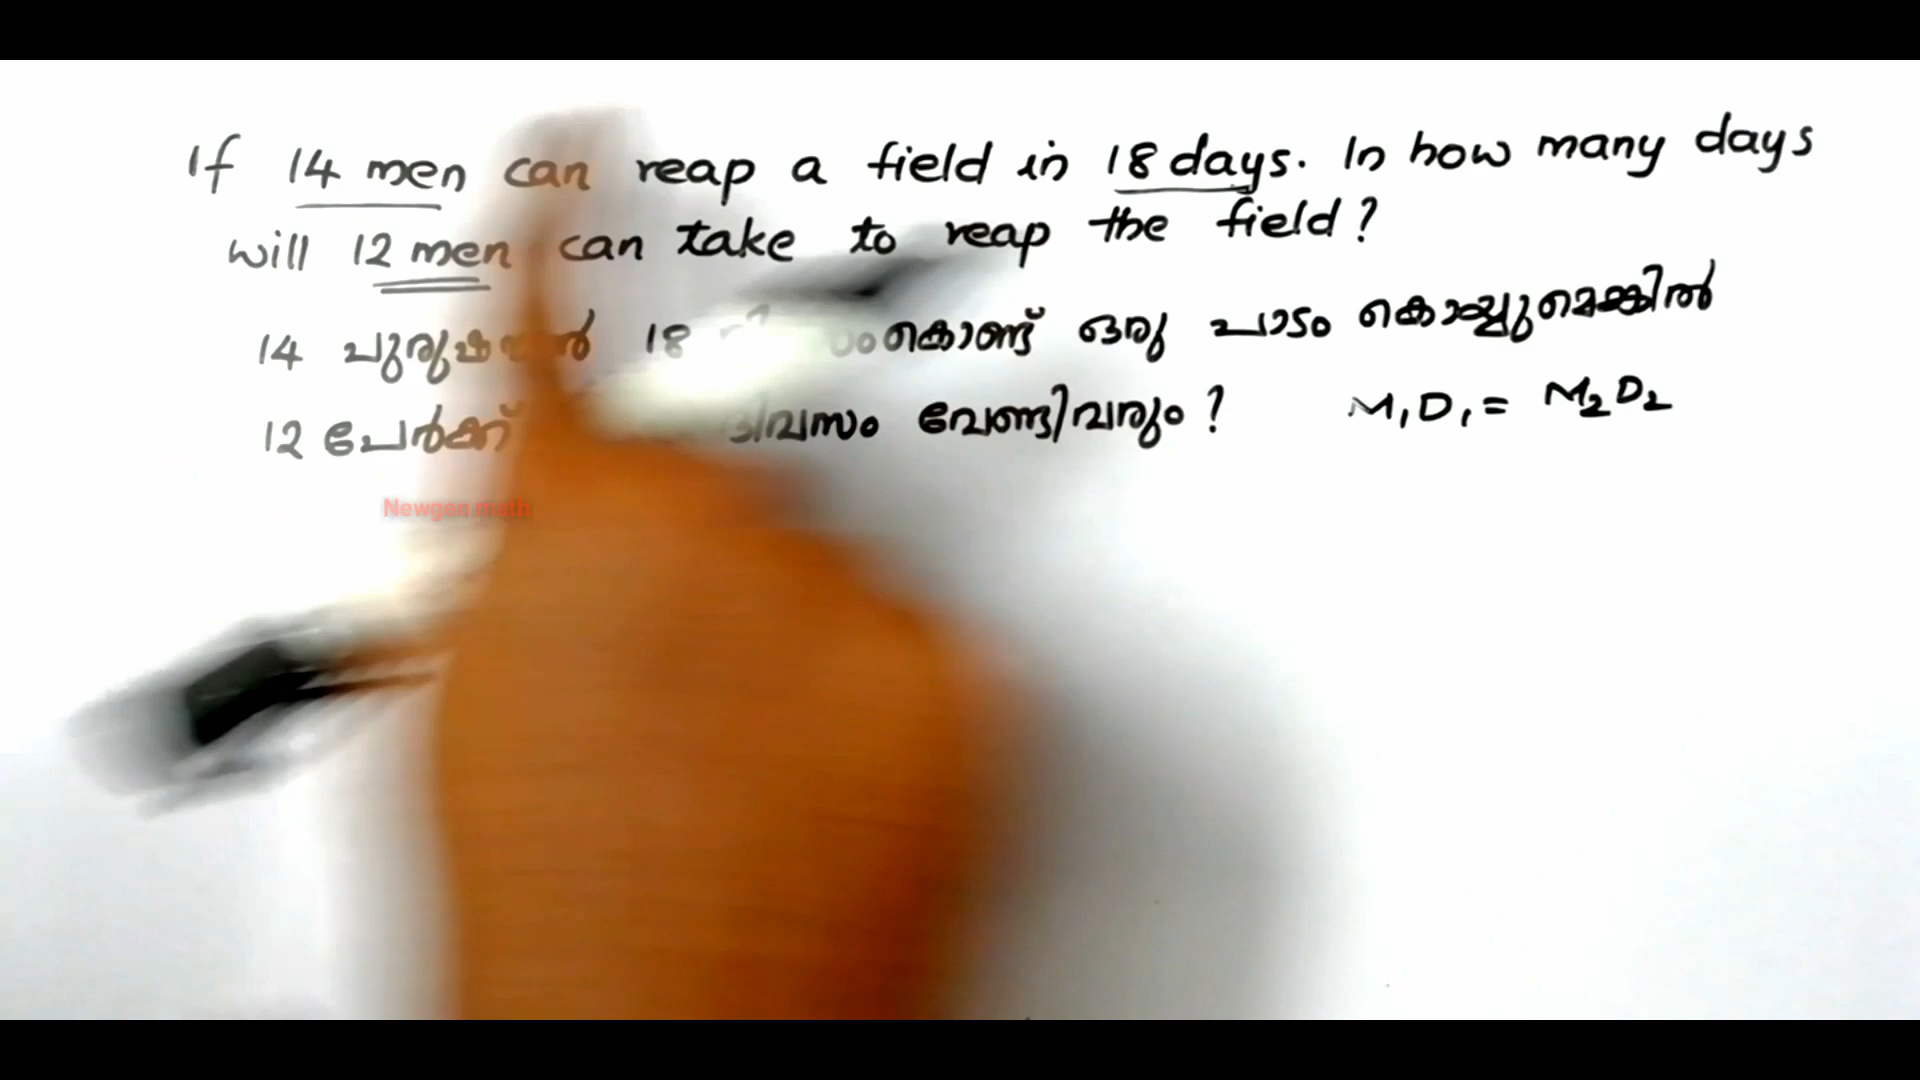 If 14 men can reap a field in 18 days. In how many days
will 12 men can take to reap the field?
14 18 ഒരു പാടം കൊയ്യുമെങ്കിൽ
12 പേർക്ക് ദിവസം വേണ്ടിവരും? M₁D₁ = M₂D₂
Newgen math